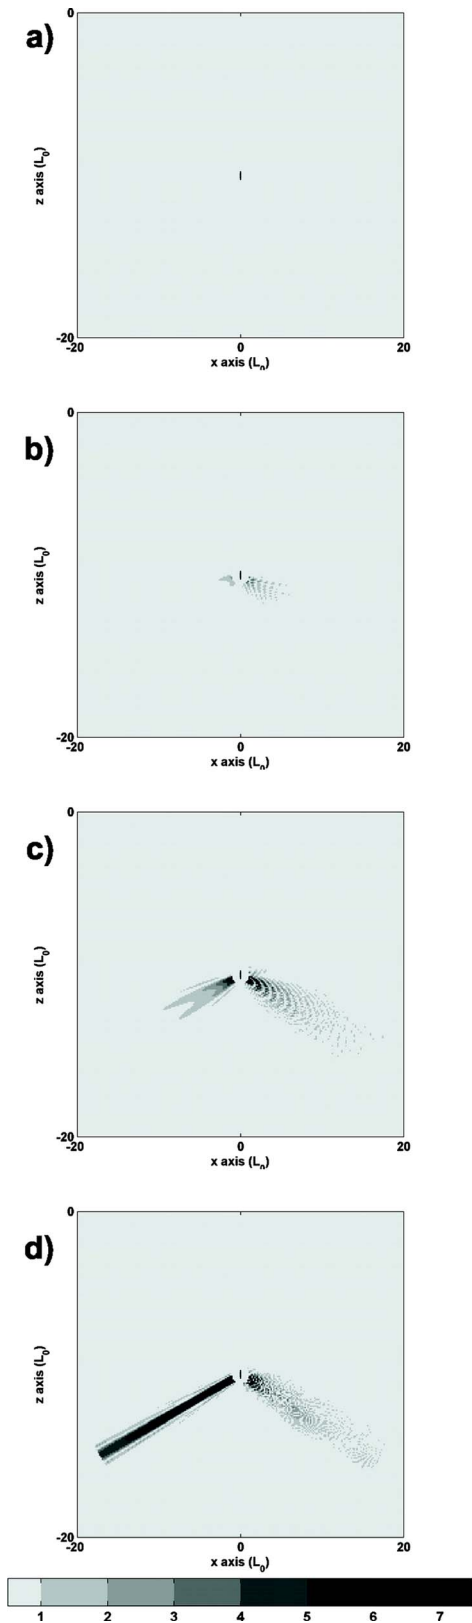 a)
0
z axis (L₀)
-20
-20 0 20
x axis (L₀)
b)
0
z axis (L₀)
-20
-20 0 20
x axis (L₀)
c)
0
z axis (L₀)
-20
-20 0 20
x axis (L₀)
d)
0
z axis (L₀)
-20
-20 0 20
x axis (L₀)
1 2 3 4 5 6 7